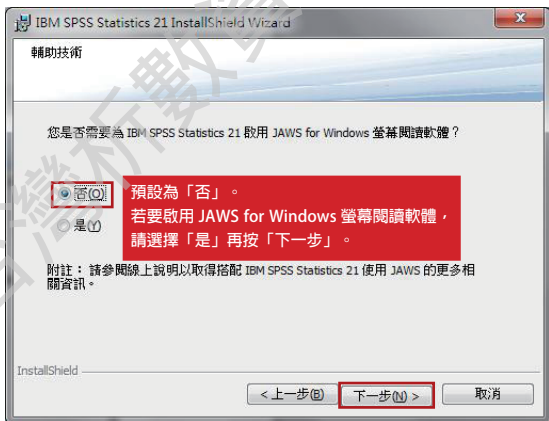 IBM SPSS Statistics 21 InstallShield Wizard
輔助技術
您是否需要為 IBM SPSS Statistics 21 啟用 JAWS for Windows 螢幕閱讀軟體？
否(O)
預設為「否」。
若要啟用 JAWS for Windows 螢幕閱讀軟體，
請選擇「是」再按「下一步」。
是(Y)
附註： 請參閱線上說明以取得搭配 IBM SPSS Statistics 21 使用 JAWS 的更多相
關資訊。
InstallShield
<上一步(B)
下一步(N) >
取消
灣析數資